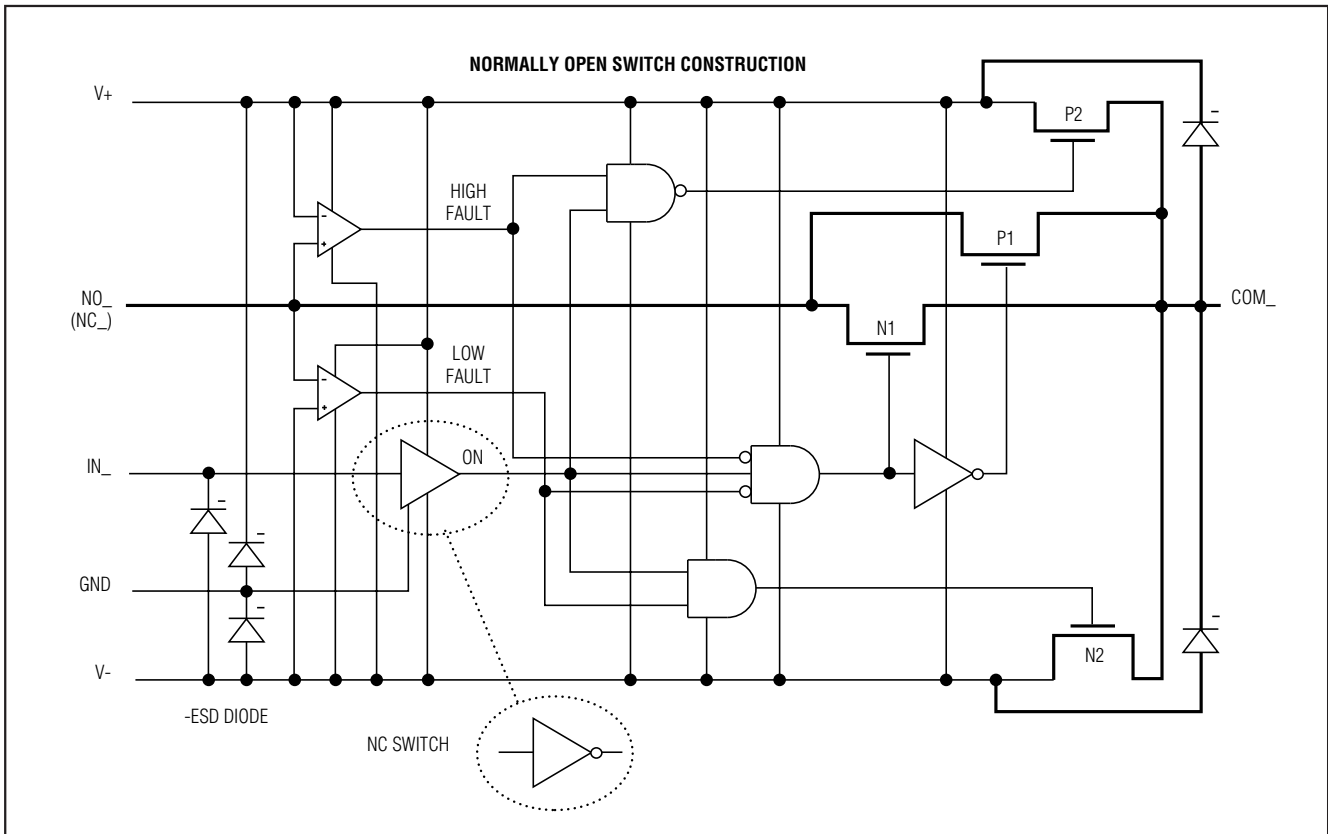 NORMALLY OPEN SWITCH CONSTRUCTION
V+
P2
HIGH
FAULT
P1
NO_
(NC_)
COM_
N1
LOW
FAULT
IN_
ON
GND
N2
V-
-ESD DIODE
NC SWITCH